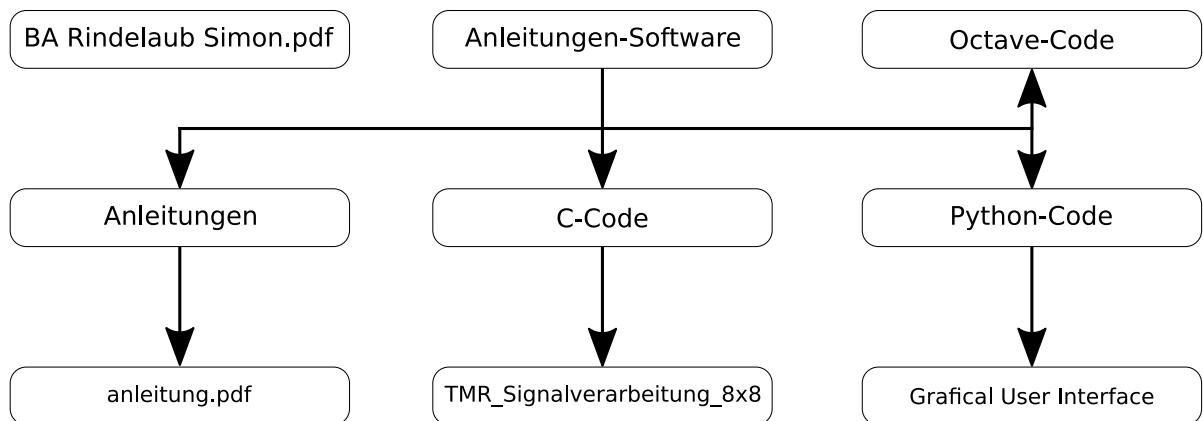 BA Rindelaub Simon.pdf
Anleitungen-Software
Octave-Code
Anleitungen
C-Code
Python-Code
anleitung.pdf
TMR_Signalverarbeitung_8x8
Grafical User Interface